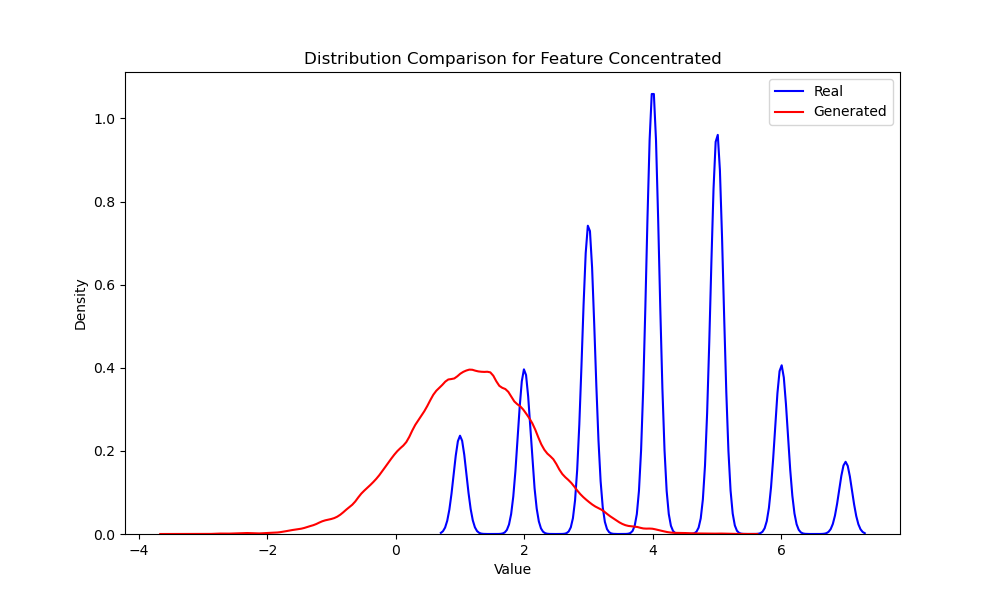 Distribution Comparison for Feature Concentrated
Real
Generated
Density
1.0
0.8
0.6
0.4
0.2
0.0
−4
−2
0
2
4
6
Value